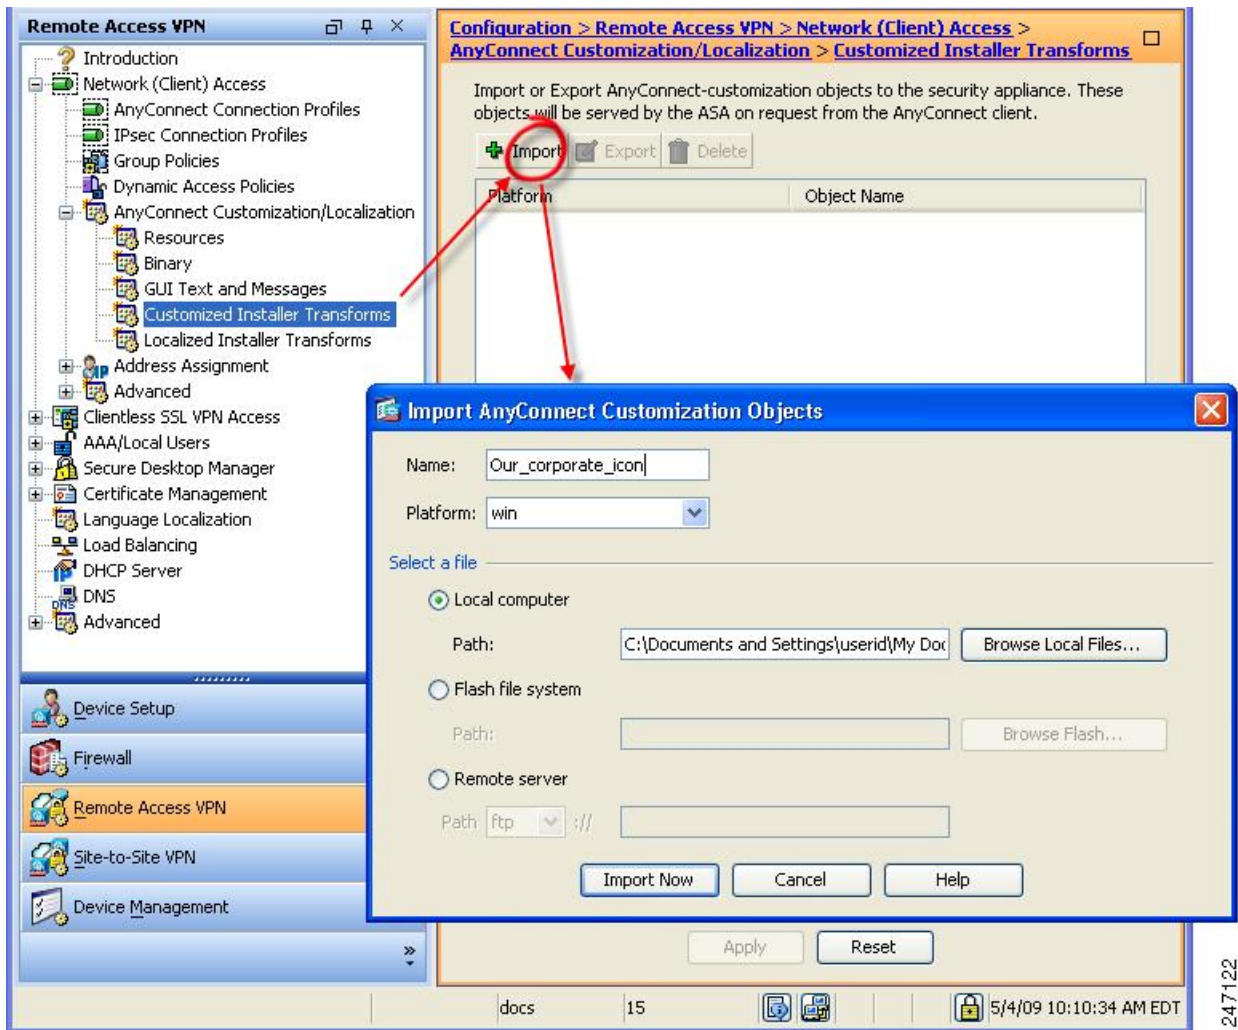 Remote Access VPN
Introduction
Network (Client) Access
AnyConnect Connection Profiles
IPsec Connection Profiles
Group Policies
Dynamic Access Policies
AnyConnect Customization/Localization
Resources
Binary
GUI Text and Messages
Customized Installer Transforms
Localized Installer Transforms
IP
Address Assignment
Advanced
Clientless SSL VPN Access
AAA/Local Users
Secure Desktop Manager
Certificate Management
Language Localization
Load Balancing
DHCP Server
DNS
DNS
Advanced
Device Setup
Firewall
Remote Access VPN
Site-to-Site VPN
Device Management
Configuration > Remote Access VPN > Network (Client) Access >
AnyConnect Customization/Localization > Customized Installer Transforms
Import or Export AnyConnect-customization objects to the security appliance. These
objects will be served by the ASA on request from the AnyConnect client.
Import Export Delete
Platform Object Name
Import AnyConnect Customization Objects
Name: Our_corporate_icon
Platform: win
Select a file
Local computer
Path: C:\Documents and Settings\userid\My Doc Browse Local Files...
Flash file system
Path: Browse Flash...
Remote server
Path ftp ://
Import Now Cancel Help
Apply Reset
docs 15 5/4/09 10:10:34 AM EDT
247122